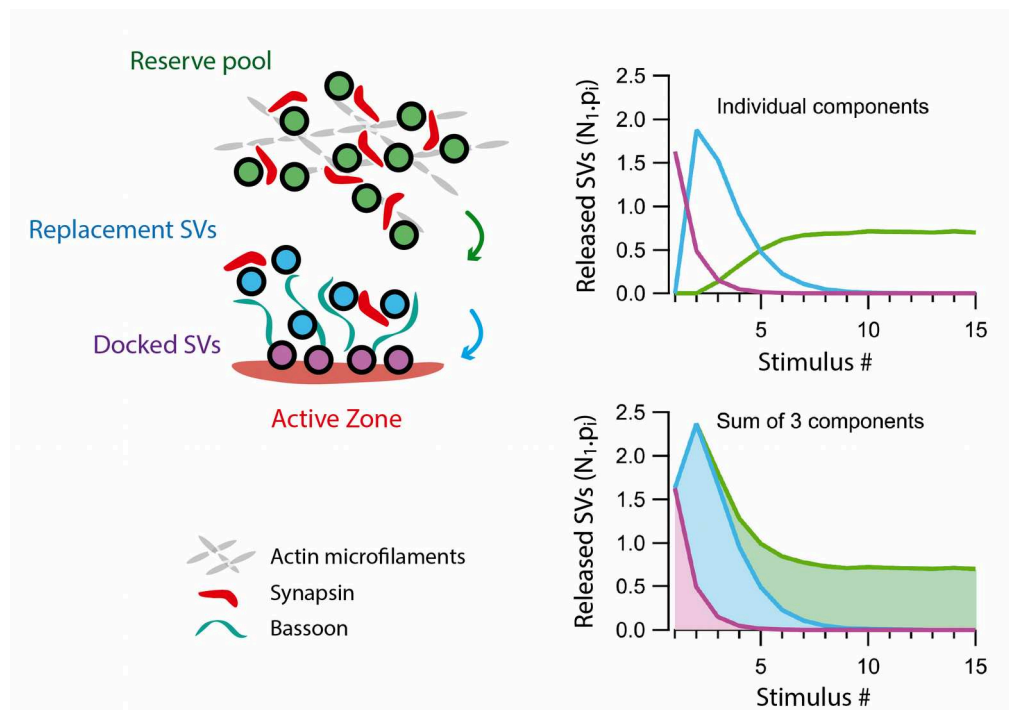 Reserve pool
Replacement SVs
Docked SVs
Active Zone
Actin microfilaments
Synapsin
Bassoon
Individual components
Released SVs (N₁.pᵢ)
2.5
2.0
1.5
1.0
0.5
0.0
5
10
15
Stimulus #
Sum of 3 components
Released SVs (N₁.pᵢ)
2.5
2.0
1.5
1.0
0.5
0.0
5
10
15
Stimulus #